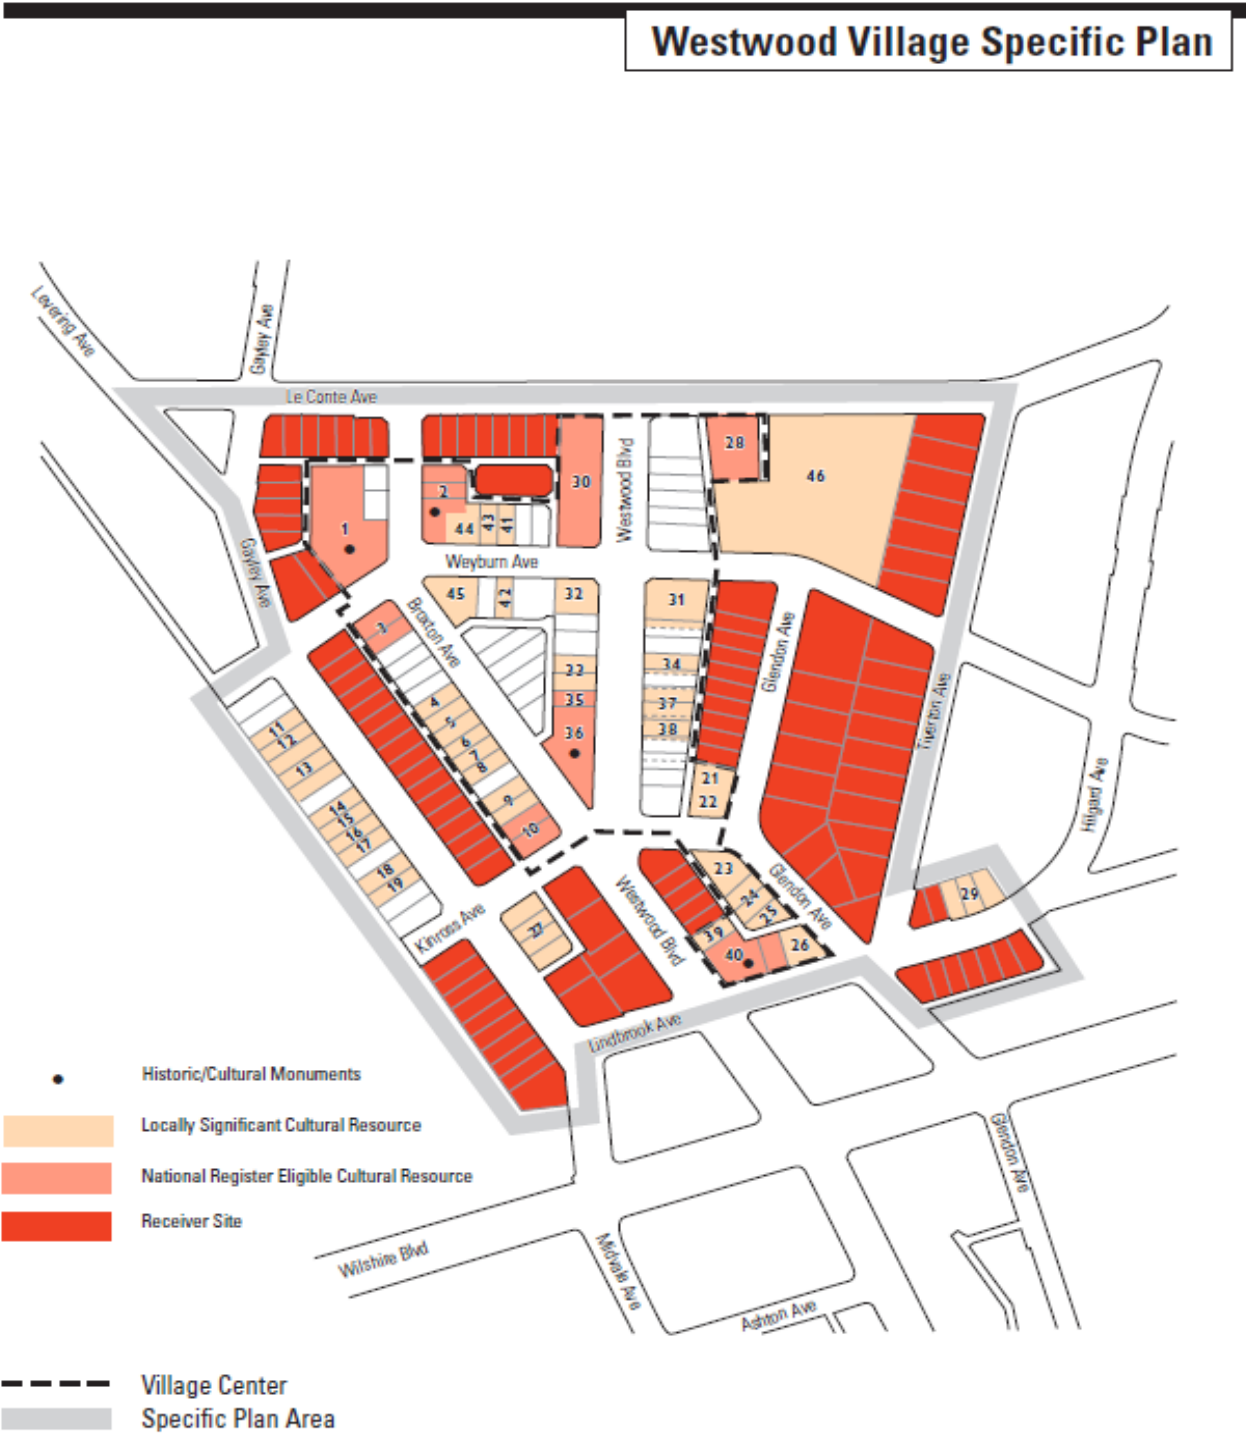 Westwood Village Specific Plan
Levering Ave
Gayley Ave
Le Conte Ave
28
30
46
Westwood Blvd
2
1
44
43
41
Gayley Ave
Weyburn Ave
45
42
32
31
3
Broxton Ave
Glendon Ave
33
34
35
4
37
5
36
38
6
7
8
11
12
13
21
22
9
10
14
15
16
17
18
19
Tiverton Ave
Hilgard Ave
23
24
25
Glendon Ave
29
27
Kinross Ave
Westwood Blvd
39
40
26
Lindbrook Ave
Historic/Cultural Monuments
Locally Significant Cultural Resource
National Register Eligible Cultural Resource
Receiver Site
Glendon Ave
Wilshire Blvd
Midvale Ave
Ashton Ave
Village Center
Specific Plan Area